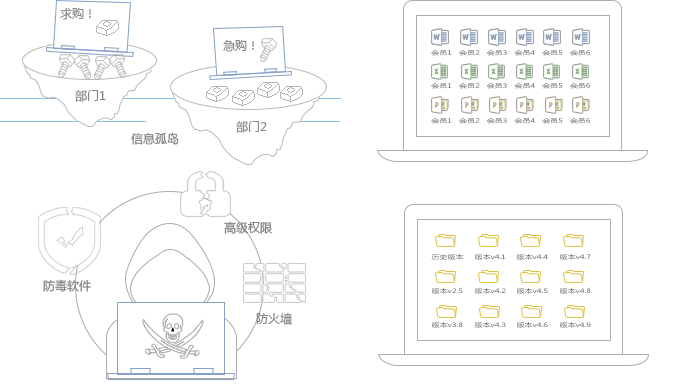 求购！
急购！
部门1
部门2
信息孤岛
会员1 会员2 会员3 会员4 会员5 会员6
会员1 会员2 会员3 会员4 会员5 会员6
会员1 会员2 会员3 会员4 会员5 会员6
高级权限
防毒软件
防火墙
历史版本 版本v4.1 版本v4.4 版本v4.7
版本v2.5 版本v4.2 版本v4.5 版本v4.8
版本v3.8 版本v4.3 版本v4.6 版本v4.9